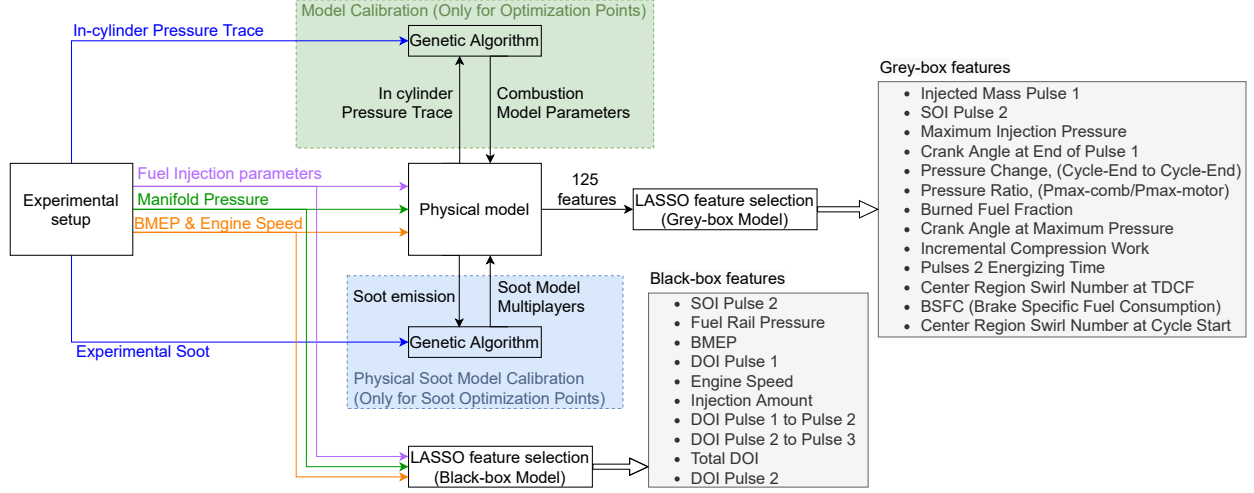 Model Calibration (Only for Optimization Points)
In-cylinder Pressure Trace
Genetic Algorithm
In cylinder
Pressure Trace
Combustion
Model Parameters
Experimental
setup
Fuel Injection parameters
Manifold Pressure
BMEP & Engine Speed
Physical model
125
features
LASSO feature selection
(Grey-box Model)
Grey-box features
• Injected Mass Pulse 1
• SOI Pulse 2
• Maximum Injection Pressure
• Crank Angle at End of Pulse 1
• Pressure Change, (Cycle-End to Cycle-End)
• Pressure Ratio, (Pmax-comb/Pmax-motor)
• Burned Fuel Fraction
• Crank Angle at Maximum Pressure
• Incremental Compression Work
• Pulses 2 Energizing Time
• Center Region Swirl Number at TDCF
• BSFC (Brake Specific Fuel Consumption)
• Center Region Swirl Number at Cycle Start
Soot emission
Soot Model
Multiplayers
Genetic Algorithm
Experimental Soot
Physical Soot Model Calibration
(Only for Soot Optimization Points)
LASSO feature selection
(Black-box Model)
Black-box features
• SOI Pulse 2
• Fuel Rail Pressure
• BMEP
• DOI Pulse 1
• Engine Speed
• Injection Amount
• DOI Pulse 1 to Pulse 2
• DOI Pulse 2 to Pulse 3
• Total DOI
• DOI Pulse 2